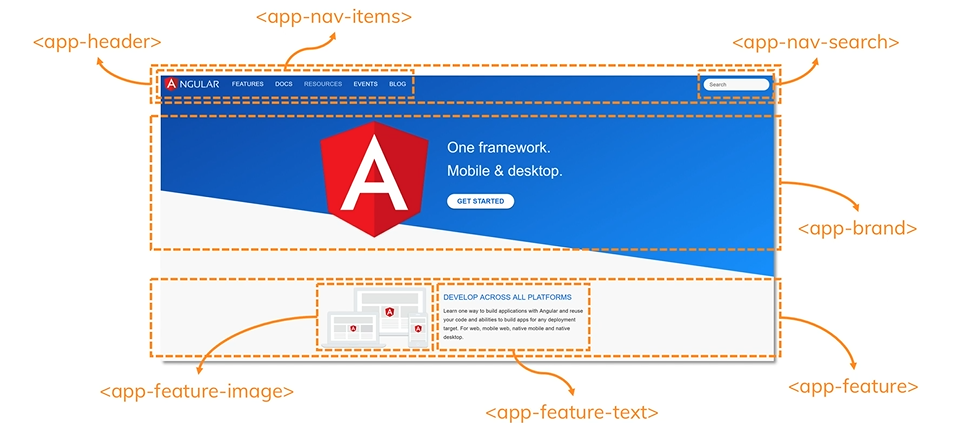 <app-nav-items>
<app-header>
<app-nav-search>
NGULAR FEATURES DOCS RESOURCES EVENTS BLOG Search
A
One framework.
Mobile & desktop.
GET STARTED
<app-brand>
DEVELOP ACROSS ALL PLATFORMS
Learn one way to build applications with Angular and reuse
your code and abilities to build apps for any deployment
target. For web, mobile web, native mobile and native
desktop.
<app-feature-image>
<app-feature>
<app-feature-text>